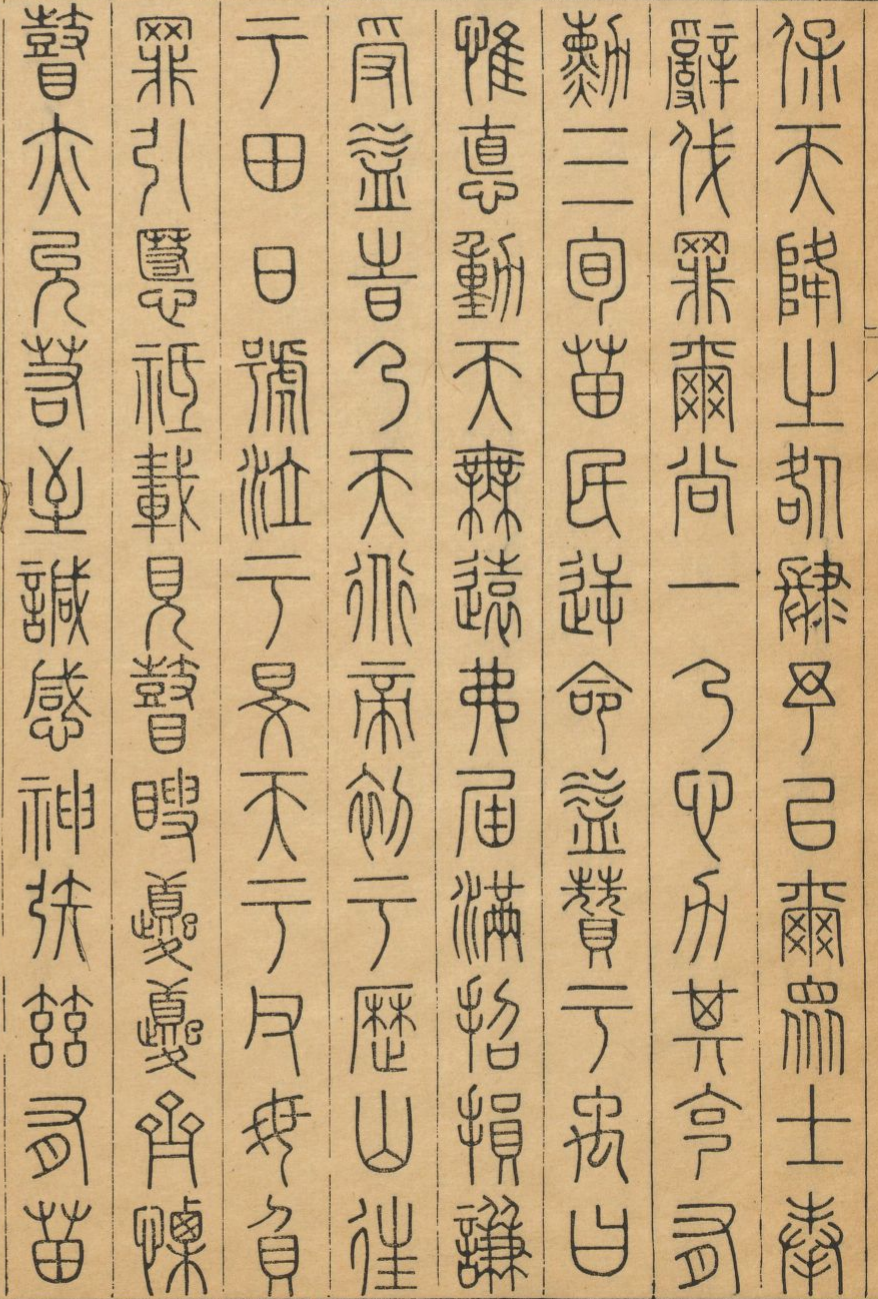 保天降之咎肆予以爾眾士奉
辭伐罪爾尚一乃心力其克有
勳三旬苗民逆命益贊于禹曰
惟悳動天無遠弗屆滿招損謙
受益時乃天道帝初于歷山往
于田日號泣于旻天于父母負
罪引慝祗載見瞽瞍夔夔齊慄
瞽亦允若至諴感神矧茲有苗